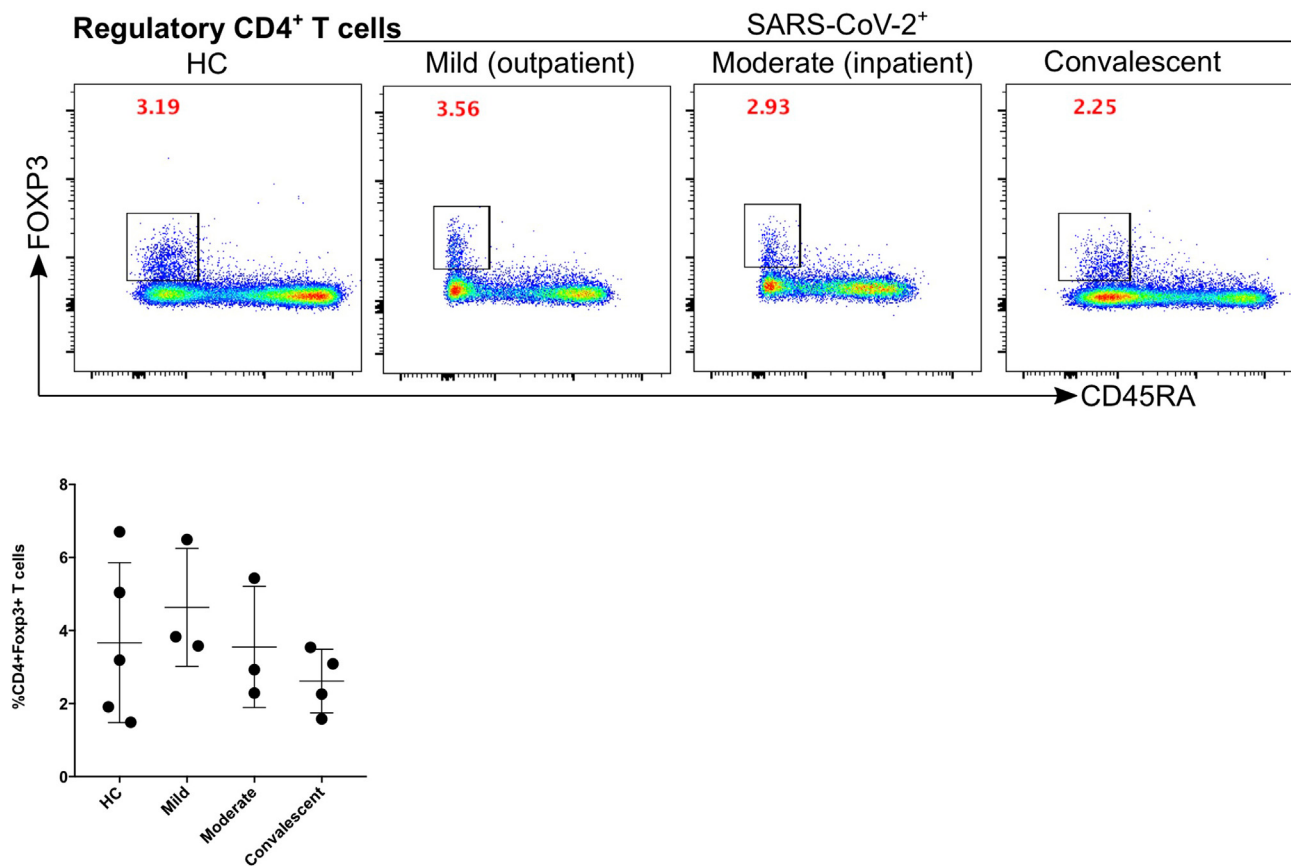 Regulatory CD4⁺ T cells
SARS-CoV-2⁺
HC
Mild (outpatient)
Moderate (inpatient)
Convalescent
3.19
3.56
2.93
2.25
FOXP3
CD45RA
8
6
4
2
0
%CD4+Foxp3+ T cells
HC
Mild
Moderate
Convalescent